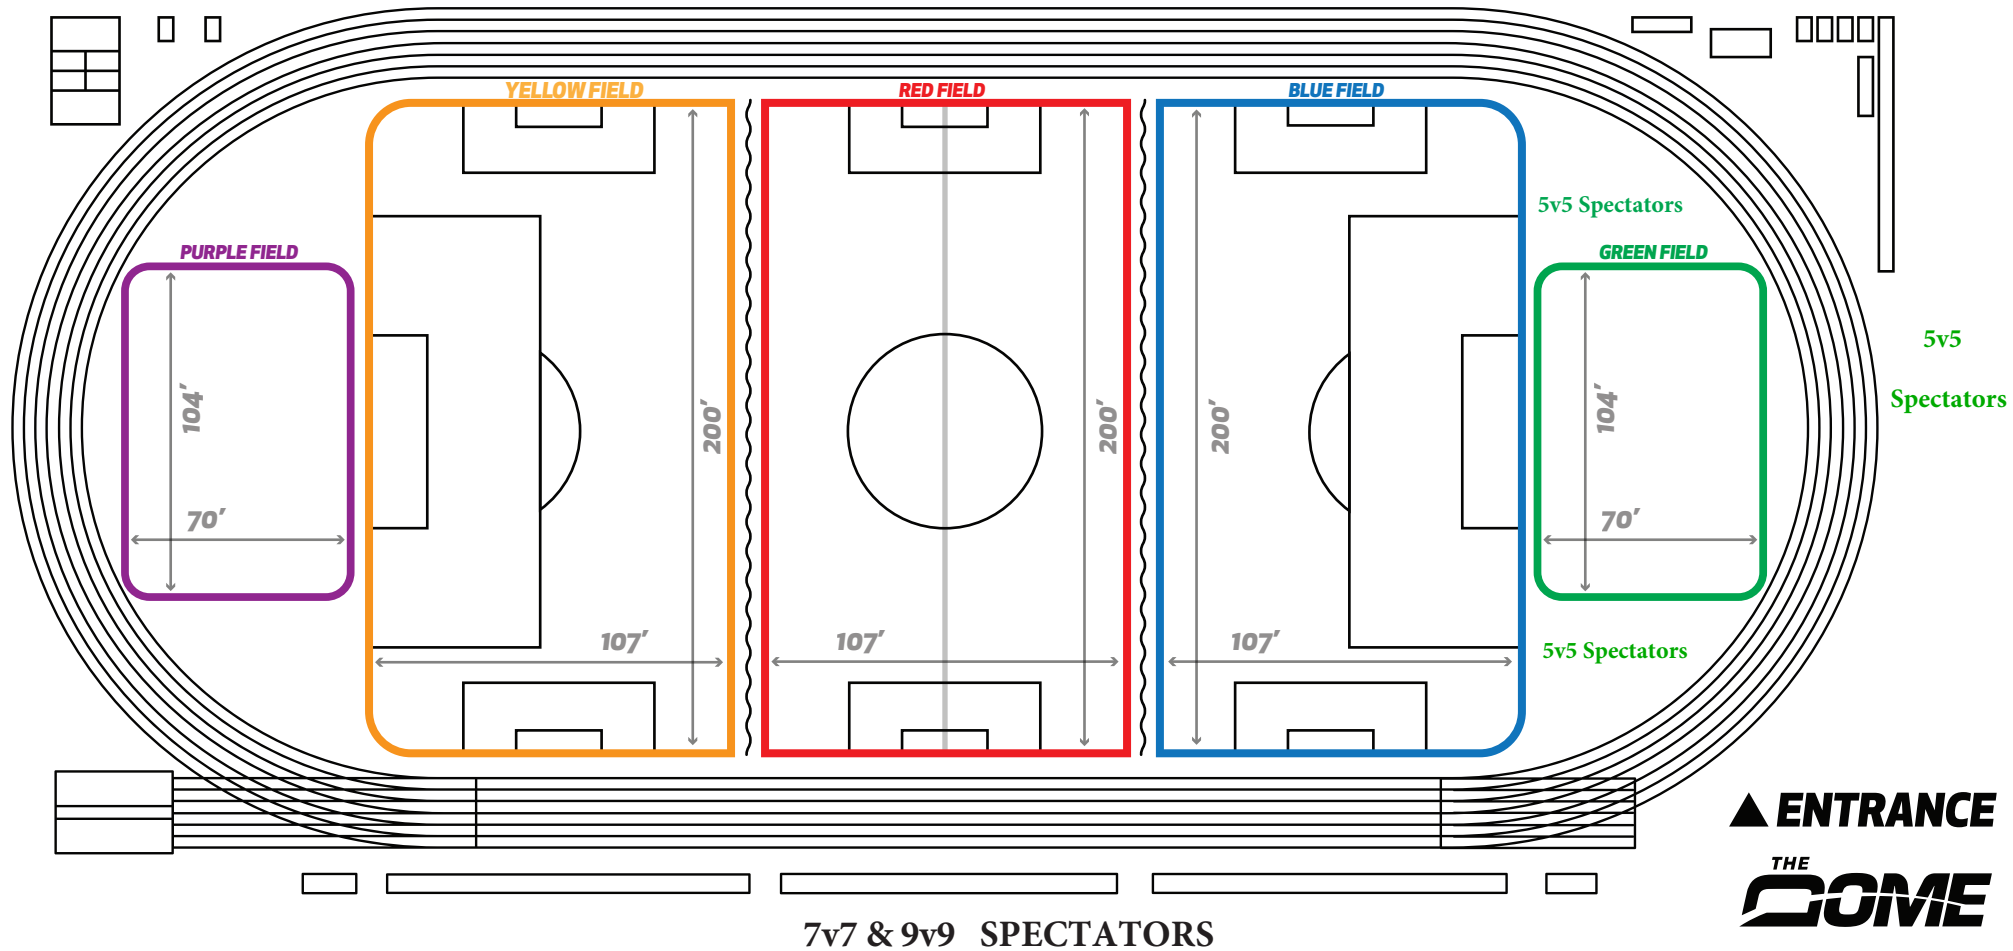 YELLOW FIELD
RED FIELD
BLUE FIELD
5v5 Spectators
PURPLE FIELD
GREEN FIELD
5v5
Spectators
104′
200′
200′
200′
104′
70′
70′
107′
107′
107′
5v5 Spectators
ENTRANCE
THE
DOME
7v7 & 9v9 SPECTATORS